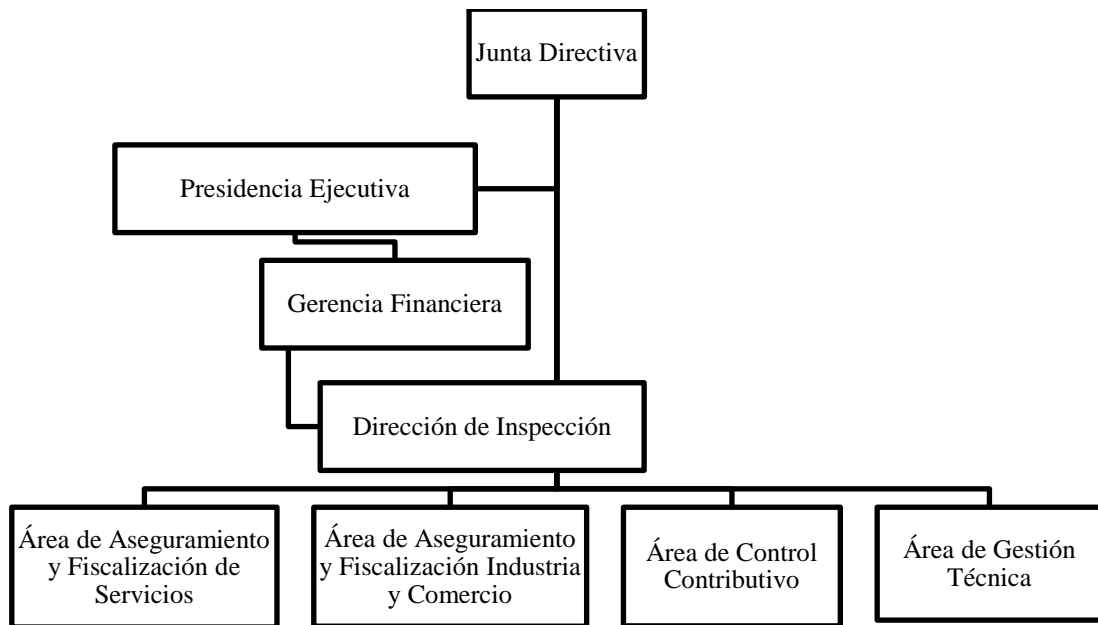 Junta Directiva
Presidencia Ejecutiva
Gerencia Financiera
Dirección de Inspección
Área de Aseguramiento
y Fiscalización de
Servicios
Área de Aseguramiento
y Fiscalización Industria
y Comercio
Área de Control
Contributivo
Área de Gestión
Técnica